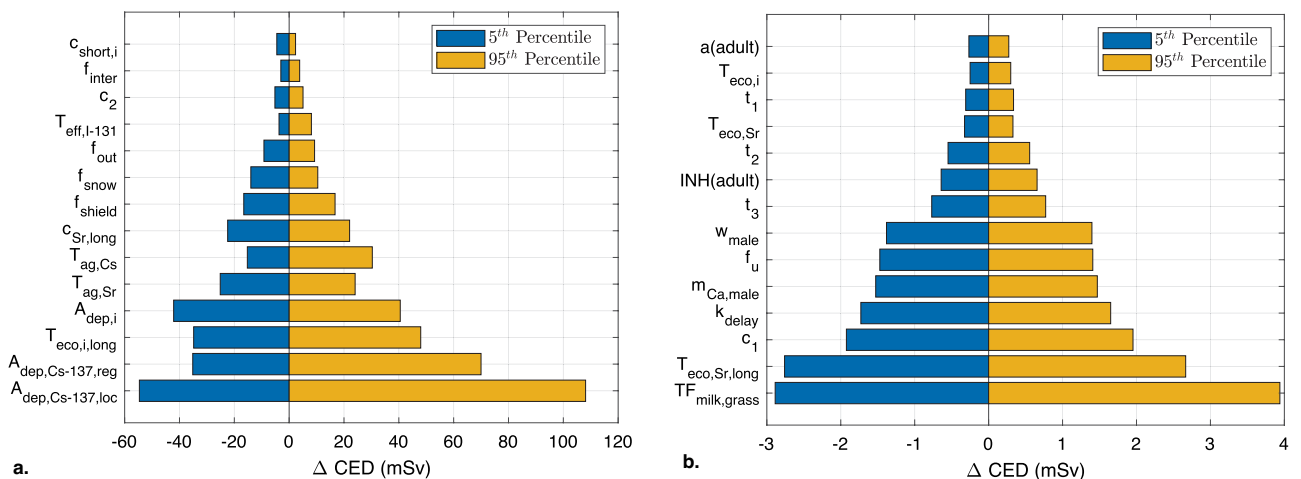 c_short,i
f_inter
c_2
T_eff,I-131
f_out
f_snow
f_shield
c_Sr,long
T_ag,Cs
T_ag,Sr
A_dep,i
T_eco,i,long
A_dep,Cs-137,reg
A_dep,Cs-137,loc
5^th Percentile
95^th Percentile
-60 -40 -20 0 20 40 60 80 100 120
Δ CED (mSv)
a.
a(adult)
T_eco,i
t_1
T_eco,Sr
t_2
INH(adult)
t_3
w_male
f_u
m_Ca,male
k_delay
c_1
T_eco,Sr,long
TF_milk,grass
5^th Percentile
95^th Percentile
-3 -2 -1 0 1 2 3 4
Δ CED (mSv)
b.